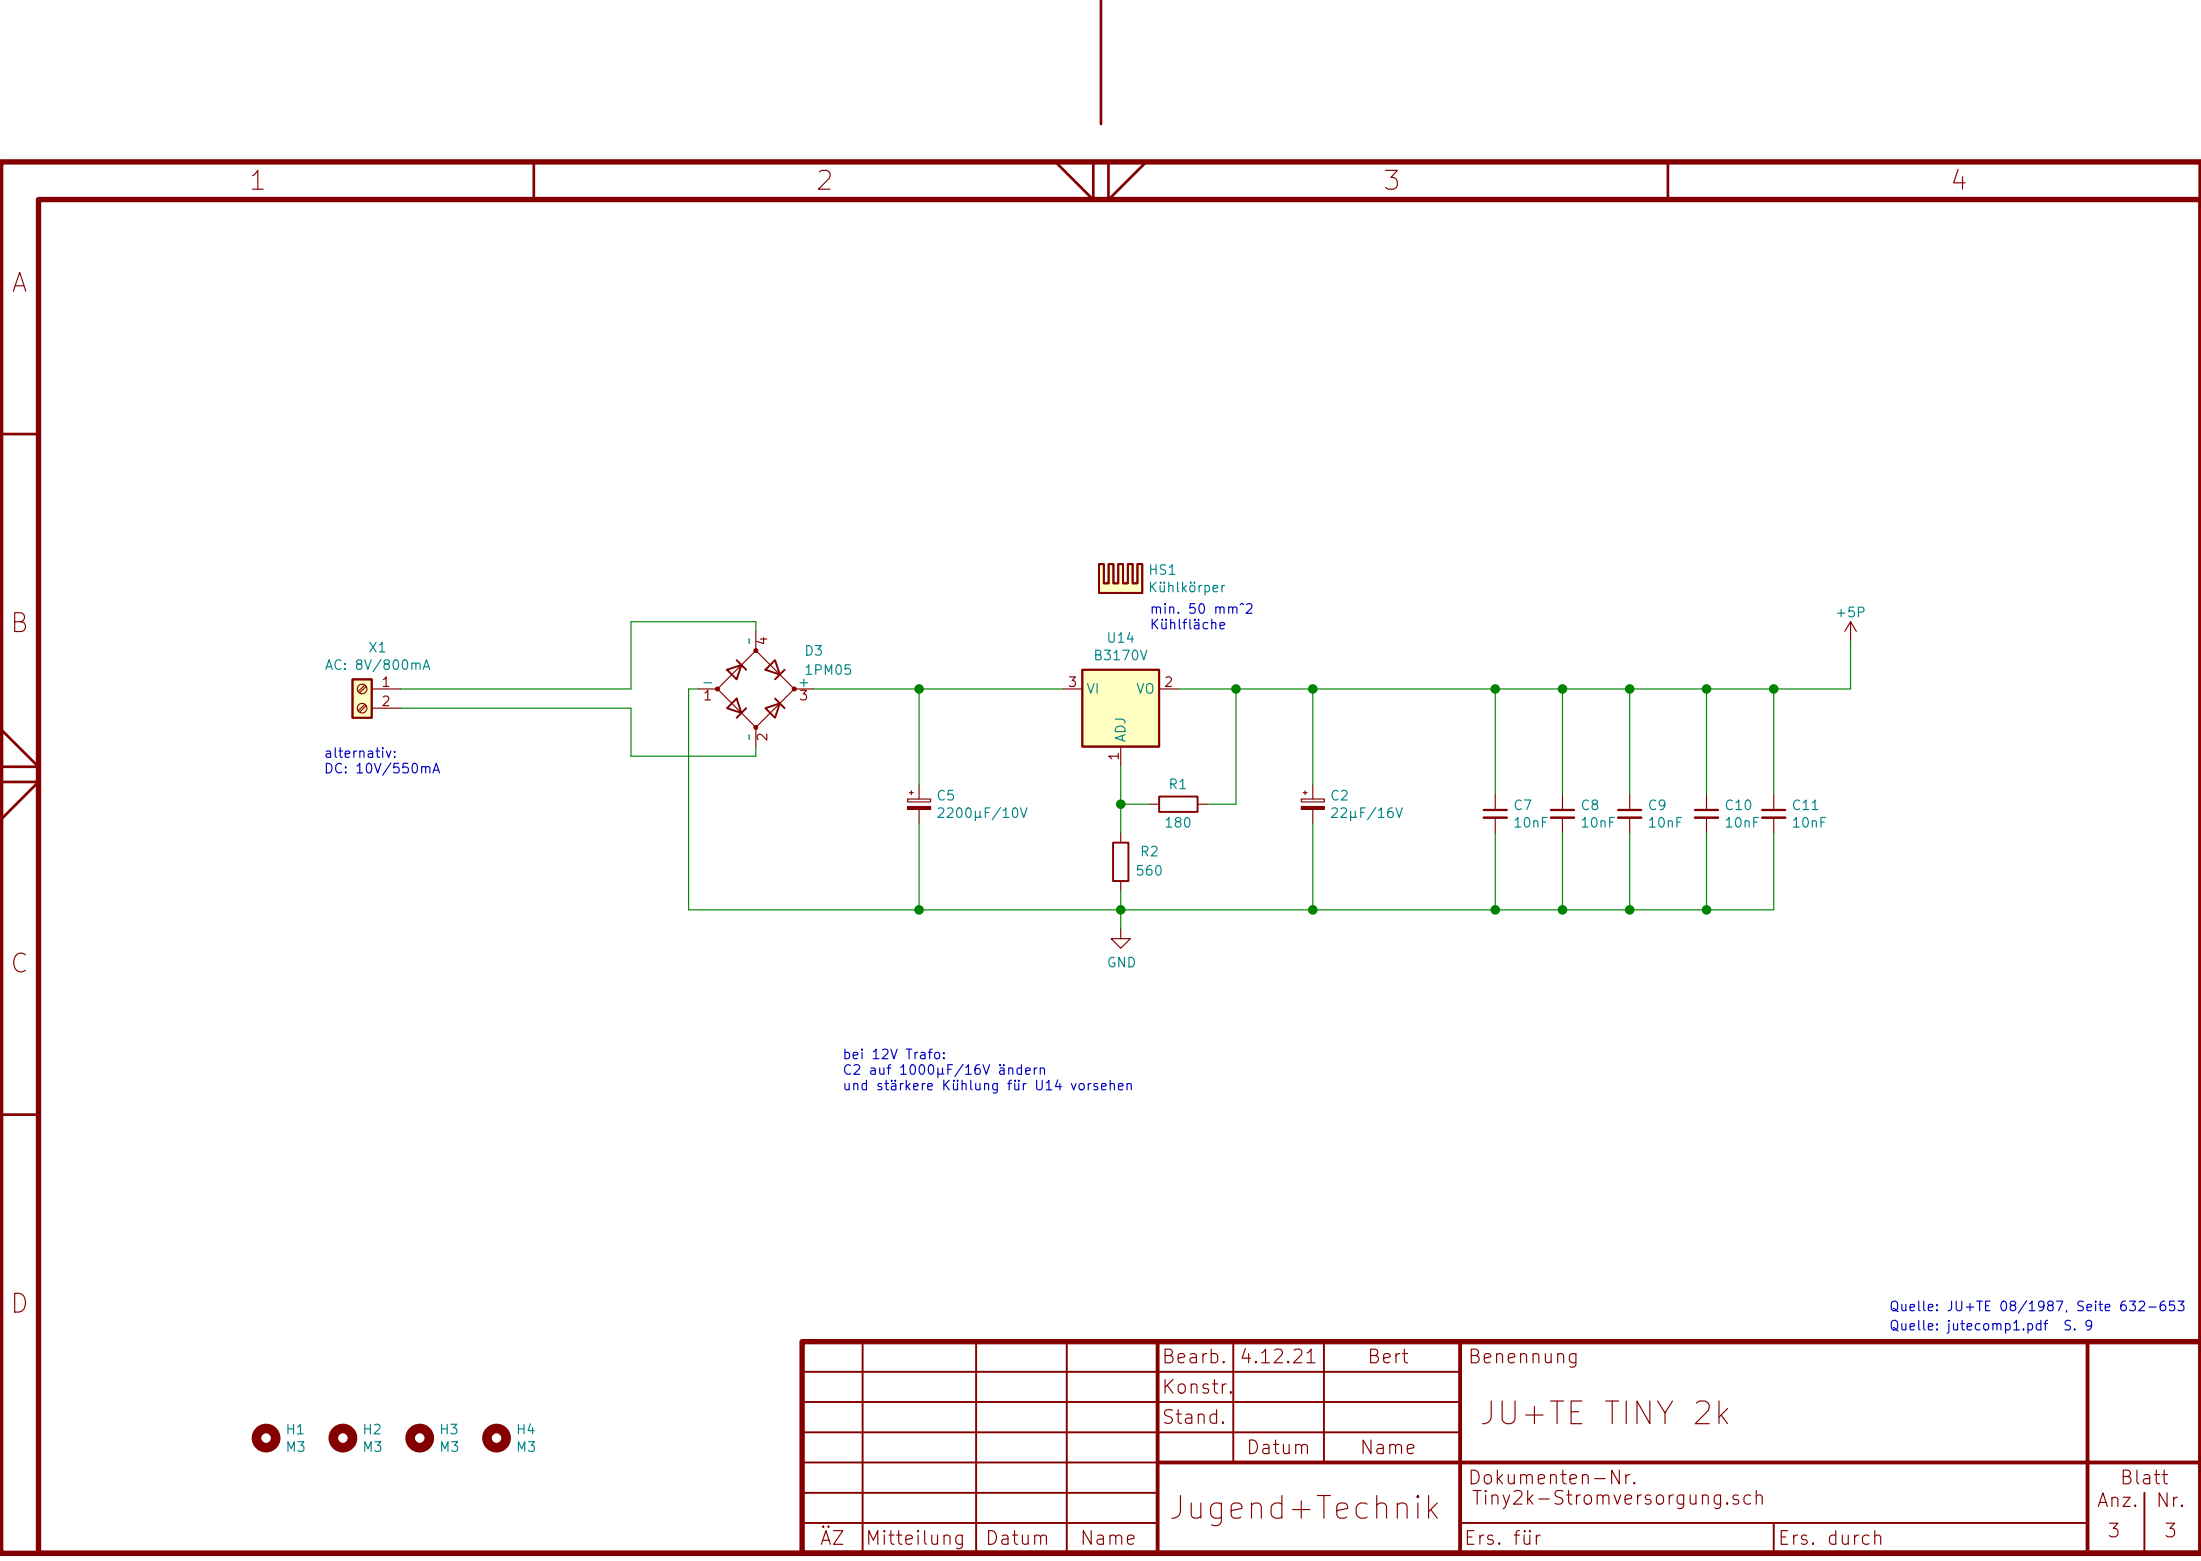 1
2
3
4
A
B
C
D
HS1
Kühlkörper
min. 50 mm^2
Kühlfläche
+5P
U14
B3170V
X1
AC: 8V/800mA
1
2
alternativ:
DC: 10V/550mA
D3
1PM05
~
4
−
1
+
3
~
2
3
VI
VO
2
ADJ
1
R1
180
R2
560
+
C5
2200µF/10V
+
C2
22µF/16V
C7
10nF
C8
10nF
C9
10nF
C10
10nF
C11
10nF
GND
bei 12V Trafo:
C2 auf 1000µF/16V ändern
und stärkere Kühlung für U14 vorsehen
Quelle: JU+TE 08/1987, Seite 632-653
Quelle: jutecomp1.pdf  S. 9
H1
M3
H2
M3
H3
M3
H4
M3
Bearb. 4.12.21 Bert
Konstr.
Stand.
Datum Name
Benennung
JU+TE TINY 2k
Jugend+Technik
Dokumenten-Nr.
Tiny2k-Stromversorgung.sch
Blatt
Anz. Nr.
3 3
ÄZ Mitteilung Datum Name
Ers. für
Ers. durch